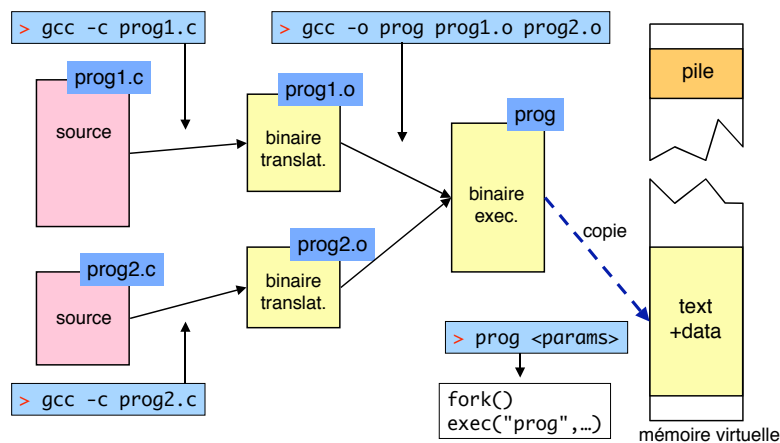 > gcc -c prog1.c
> gcc -o prog prog1.o prog2.o
prog1.c
source
prog1.o
binaire
translat.
prog
binaire
exec.
pile
copie
prog2.c
source
prog2.o
binaire
translat.
text
+data
> prog <params>
> gcc -c prog2.c
fork()
exec("prog",…)
mémoire virtuelle